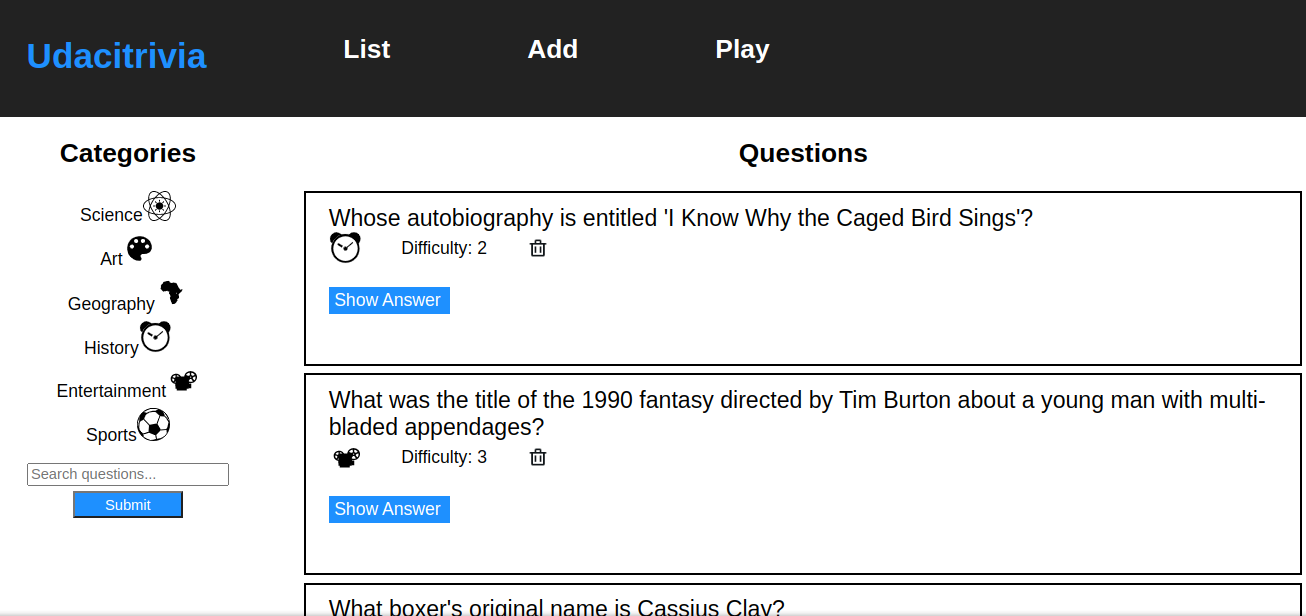 Udacitrivia
List
Add
Play
Categories
Science
Art
Geography
History
Entertainment
Sports
Search questions...
Submit
Questions
Whose autobiography is entitled 'I Know Why the Caged Bird Sings'?
Difficulty: 2
Show Answer
What was the title of the 1990 fantasy directed by Tim Burton about a young man with multi-
bladed appendages?
Difficulty: 3
Show Answer
What boxer's original name is Cassius Clay?